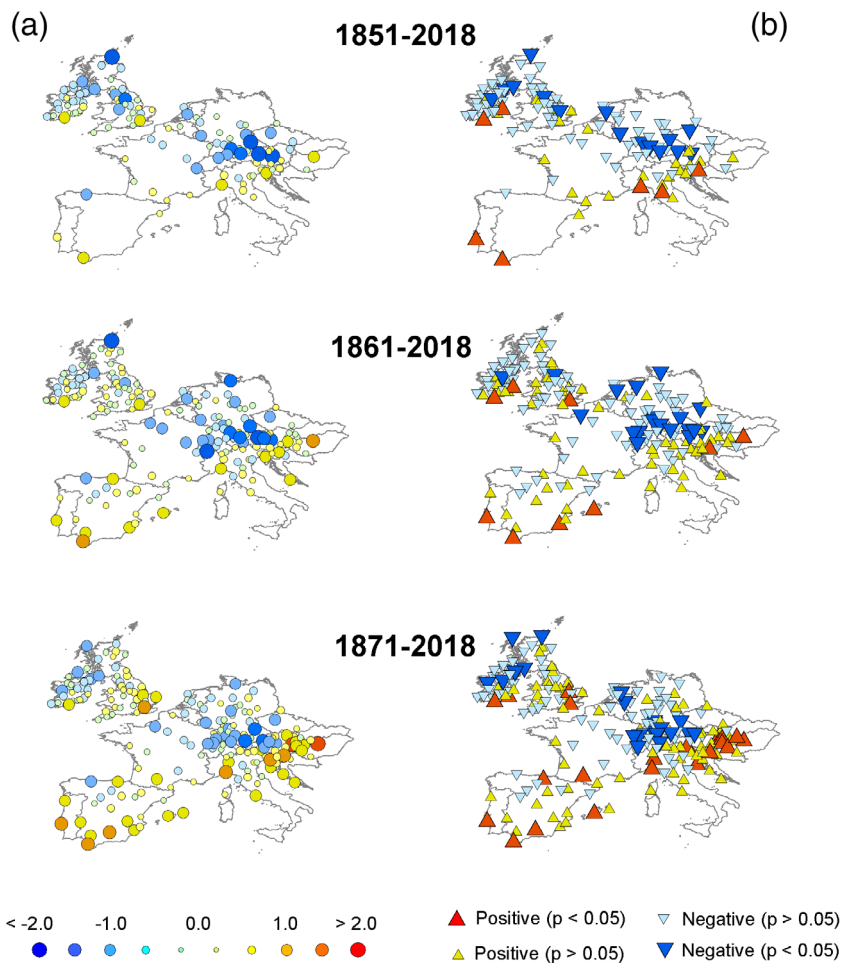 (a)
1851-2018
(b)
1861-2018
1871-2018
< -2.0 -1.0 0.0 1.0 > 2.0
Positive (p < 0.05) Negative (p > 0.05)
Positive (p > 0.05) Negative (p < 0.05)